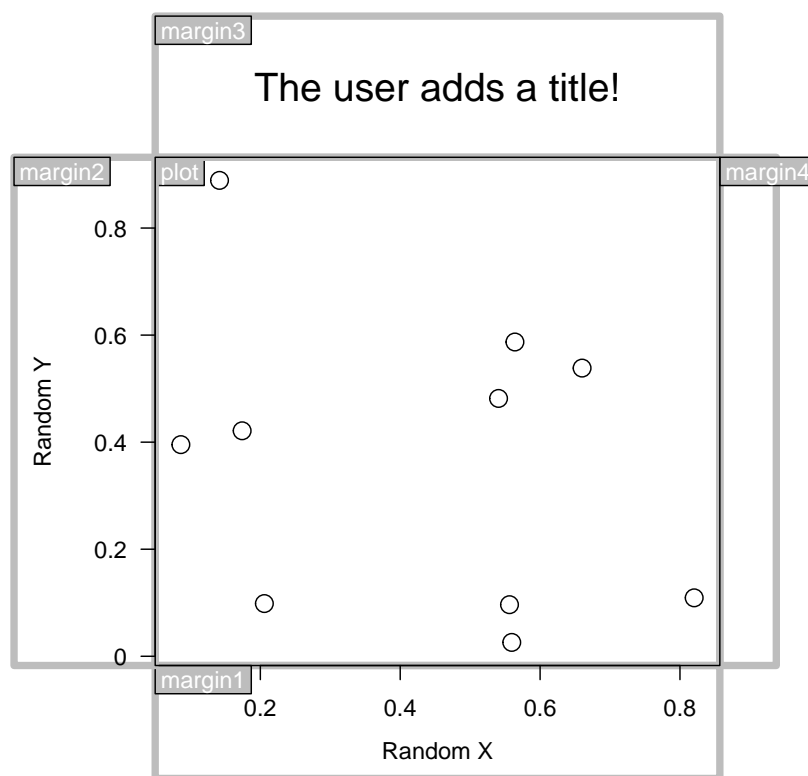 margin3
The user adds a title!
margin2
plot
margin4
0.8
0.6
0.4
0.2
0
Random Y
margin1
0.2 0.4 0.6 0.8
Random X